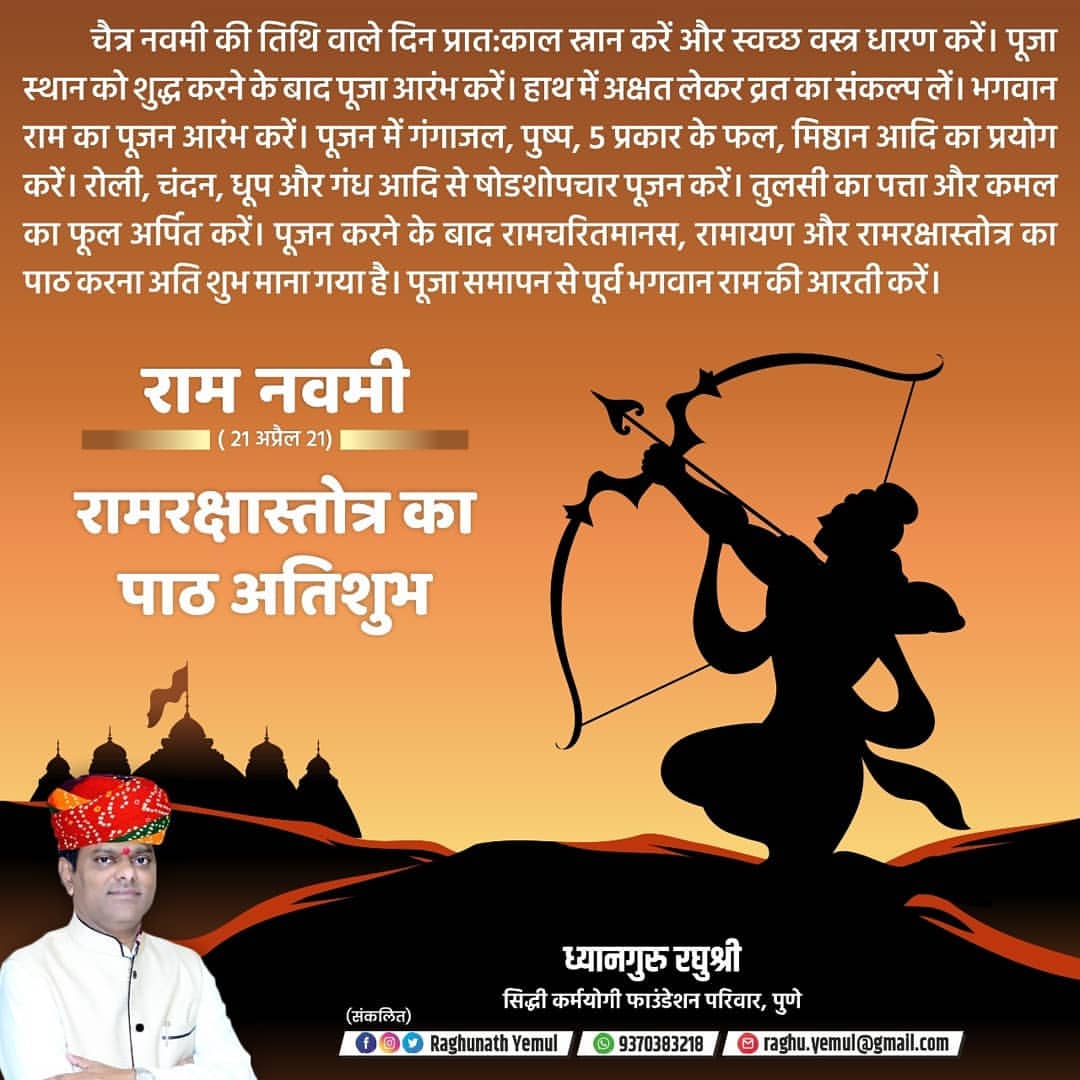 चैत्र नवमी की तिथि वाले दिन प्रात:काल स्नान करें और स्वच्छ वस्त्र धारण करें। पूजा
स्थान को शुद्ध करने के बाद पूजा आरंभ करें। हाथ में अक्षत लेकर व्रत का संकल्प लें। भगवान
राम का पूजन आरंभ करें। पूजन में गंगाजल, पुष्प, 5 प्रकार के फल, मिष्ठान आदि का प्रयोग
करें। रोली, चंदन, धूप और गंध आदि से षोडशोपचार पूजन करें। तुलसी का पत्ता और कमल
का फूल अर्पित करें। पूजन करने के बाद रामचरितमानस, रामायण और रामरक्षास्तोत्र का
पाठ करना अति शुभ माना गया है। पूजा समापन से पूर्व भगवान राम की आरती करें।
राम नवमी
( 21 अप्रैल 21)
रामरक्षास्तोत्र का
पाठ अतिशुभ
ध्यानगुरु रघुश्री
सिद्धी कर्मयोगी फाउंडेशन परिवार, पुणे
(संकलित)
Raghunath Yemul 9370383218 raghu.yemul@gmail.com